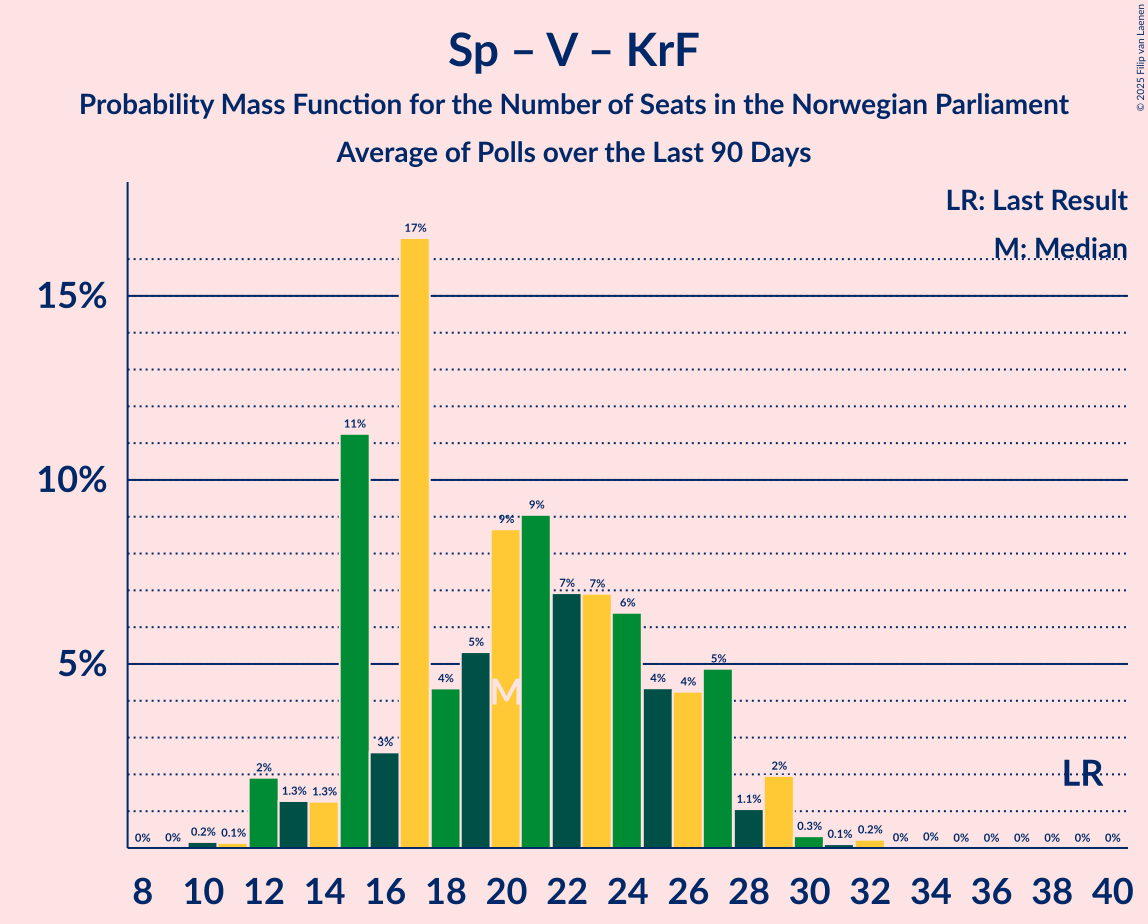 Sp – V – KrF
Probability Mass Function for the Number of Seats in the Norwegian Parliament
Average of Polls over the Last 90 Days
© 2025 Filip van Laenen
LR: Last Result
M: Median
15%
10%
5%
0% 0% 0.2% 0.1% 2% 1.3% 1.3% 11% 3% 17% 4% 5% 9% 9% 7% 7% 6% 4% 4% 5% 1.1% 2% 0.3% 0.1% 0.2% 0% 0% 0% 0% 0% 0% 0% 0%
M
LR
8 10 12 14 16 18 20 22 24 26 28 30 32 34 36 38 40